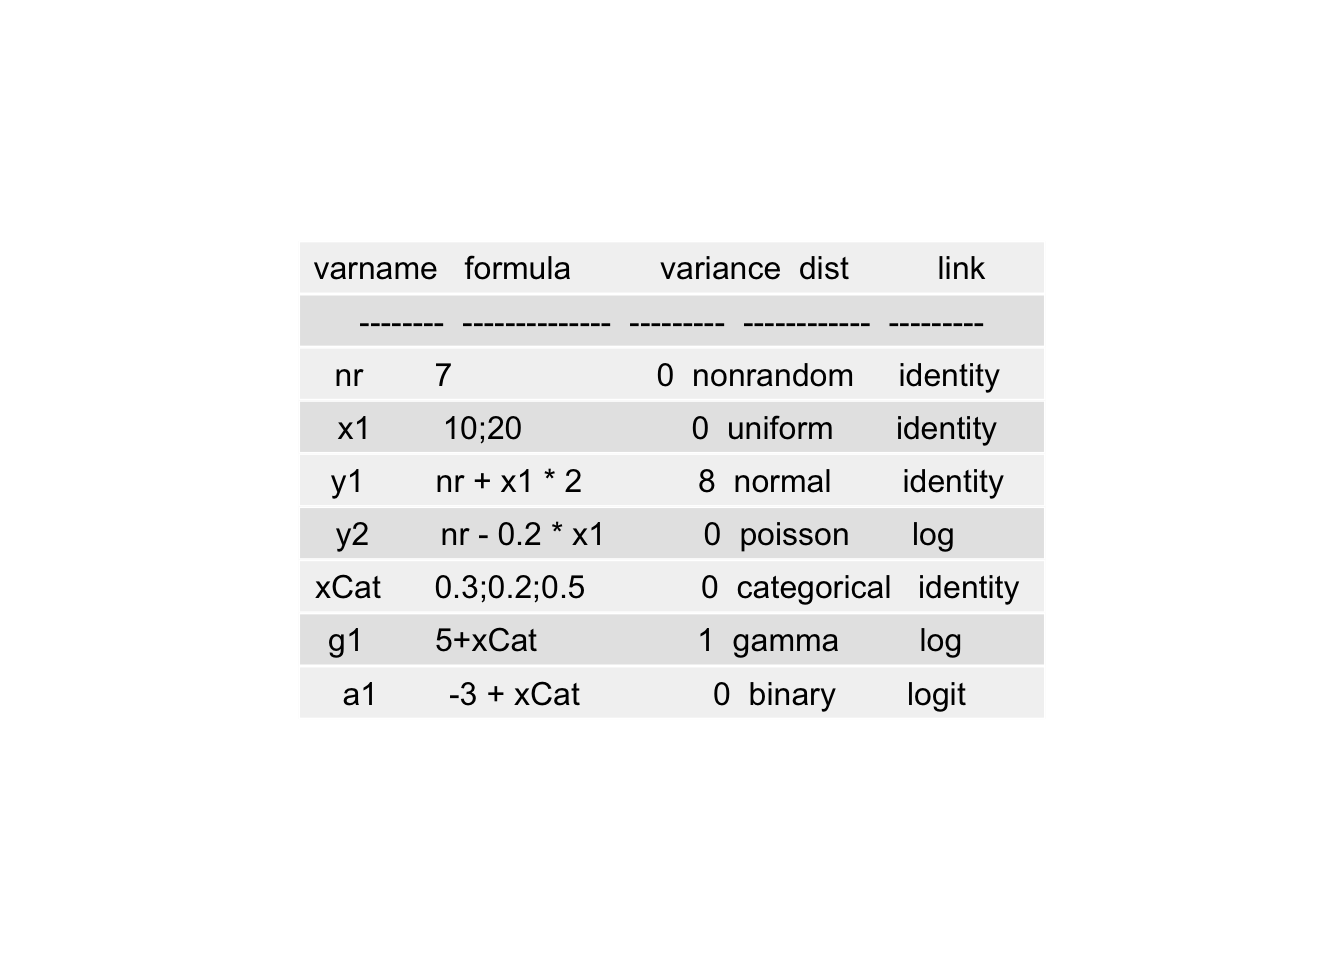 varname formula variance dist link
-------- -------------- --------- ------------ ---------
nr 7 0 nonrandom identity
x1 10;20 0 uniform identity
y1 nr + x1 * 2 8 normal identity
y2 nr - 0.2 * x1 0 poisson log
xCat 0.3;0.2;0.5 0 categorical identity
g1 5+xCat 1 gamma log
a1 -3 + xCat 0 binary logit